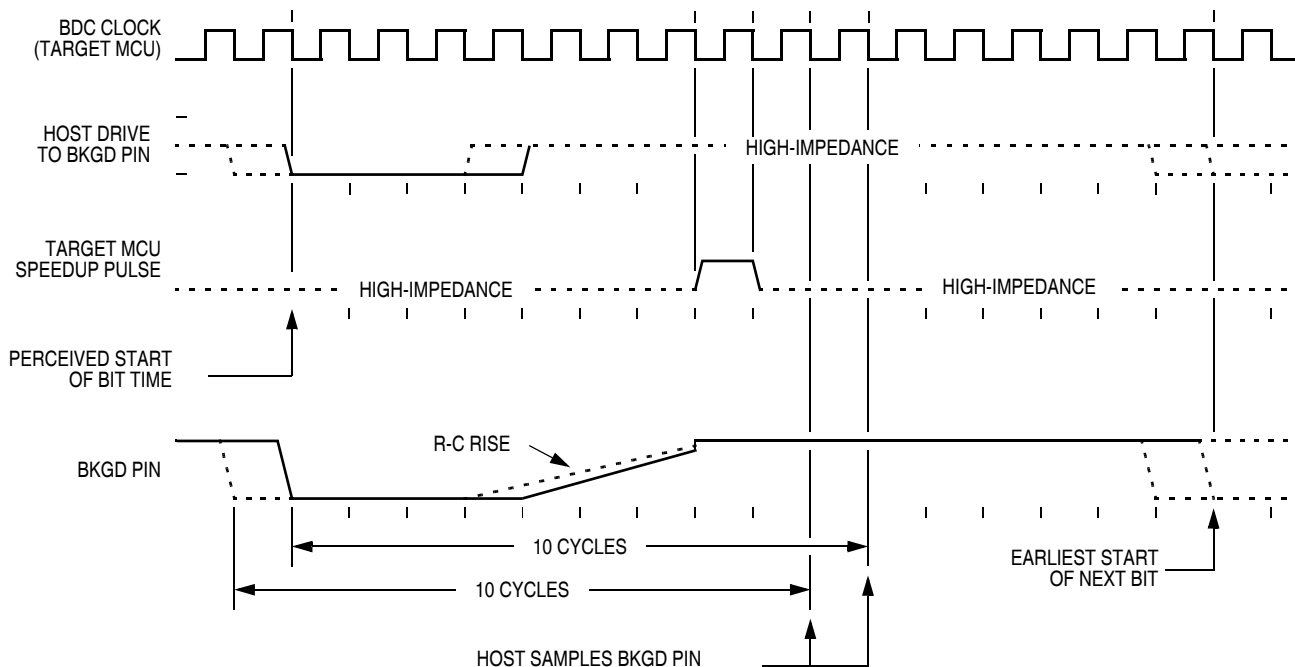 BDC CLOCK
(TARGET MCU)
HOST DRIVE
TO BKGD PIN
HIGH-IMPEDANCE
TARGET MCU
SPEEDUP PULSE
HIGH-IMPEDANCE
HIGH-IMPEDANCE
PERCEIVED START
OF BIT TIME
R-C RISE
BKGD PIN
10 CYCLES
EARLIEST START
OF NEXT BIT
10 CYCLES
HOST SAMPLES BKGD PIN